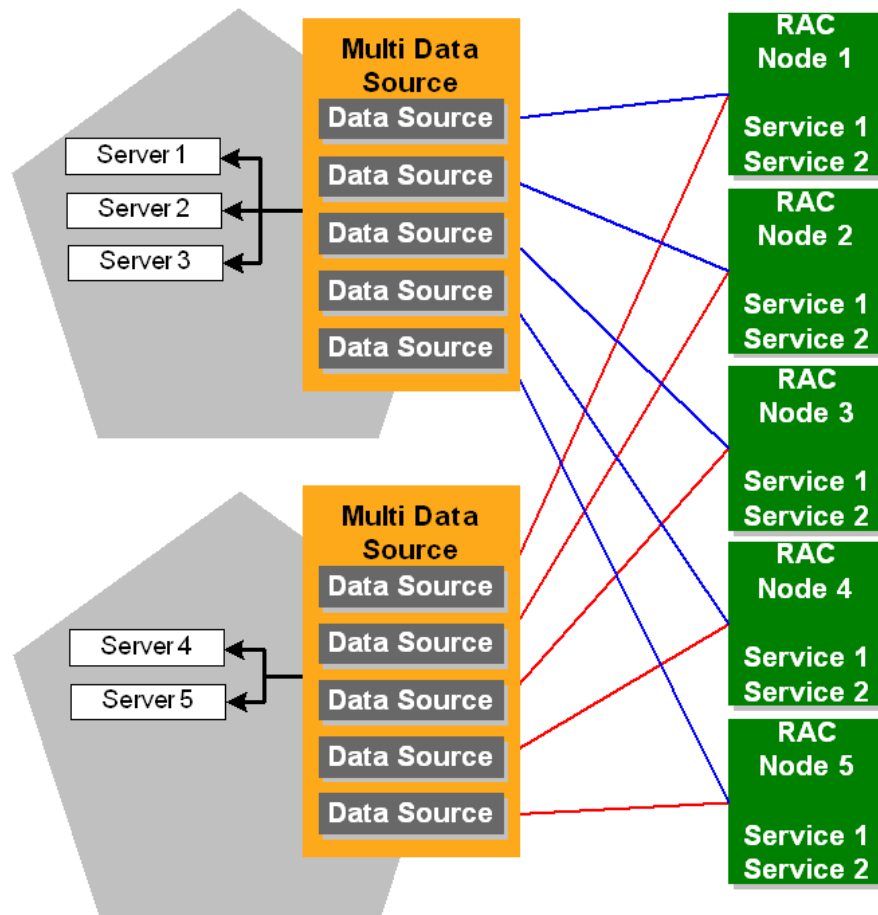 Multi Data
Source
Data Source
Data Source
Data Source
Data Source
Data Source
Server 1
Server 2
Server 3
Multi Data
Source
Data Source
Data Source
Data Source
Data Source
Data Source
Server 4
Server 5
RAC
Node 1
Service 1
Service 2
RAC
Node 2
Service 1
Service 2
RAC
Node 3
Service 1
Service 2
RAC
Node 4
Service 1
Service 2
RAC
Node 5
Service 1
Service 2